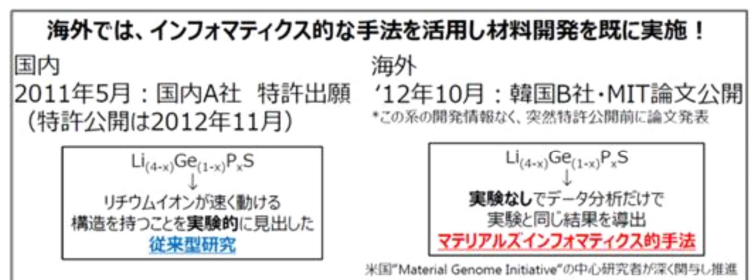 海外では、インフォマティクス的な手法を活用し材料開発を既に実施！
国内
2011年5月：国内A社 特許出願
（特許公開は2012年11月）
Li(4-x)Ge(1-x)PxS
↓
リチウムイオンが速く動ける
構造を持つことを実験的に見出した
従来型研究
海外
‘12年10月：韓国B社・MIT論文公開
*この系の開発情報なく、突然特許公開前に論文発表
Li(4-x)Ge(1-x)PxS
↓
実験なしでデータ分析だけで
実験と同じ結果を導出
マテリアルズインフォマティクス的手法
米国”Material Genome Initiative”の中心研究者が深く関与し推進